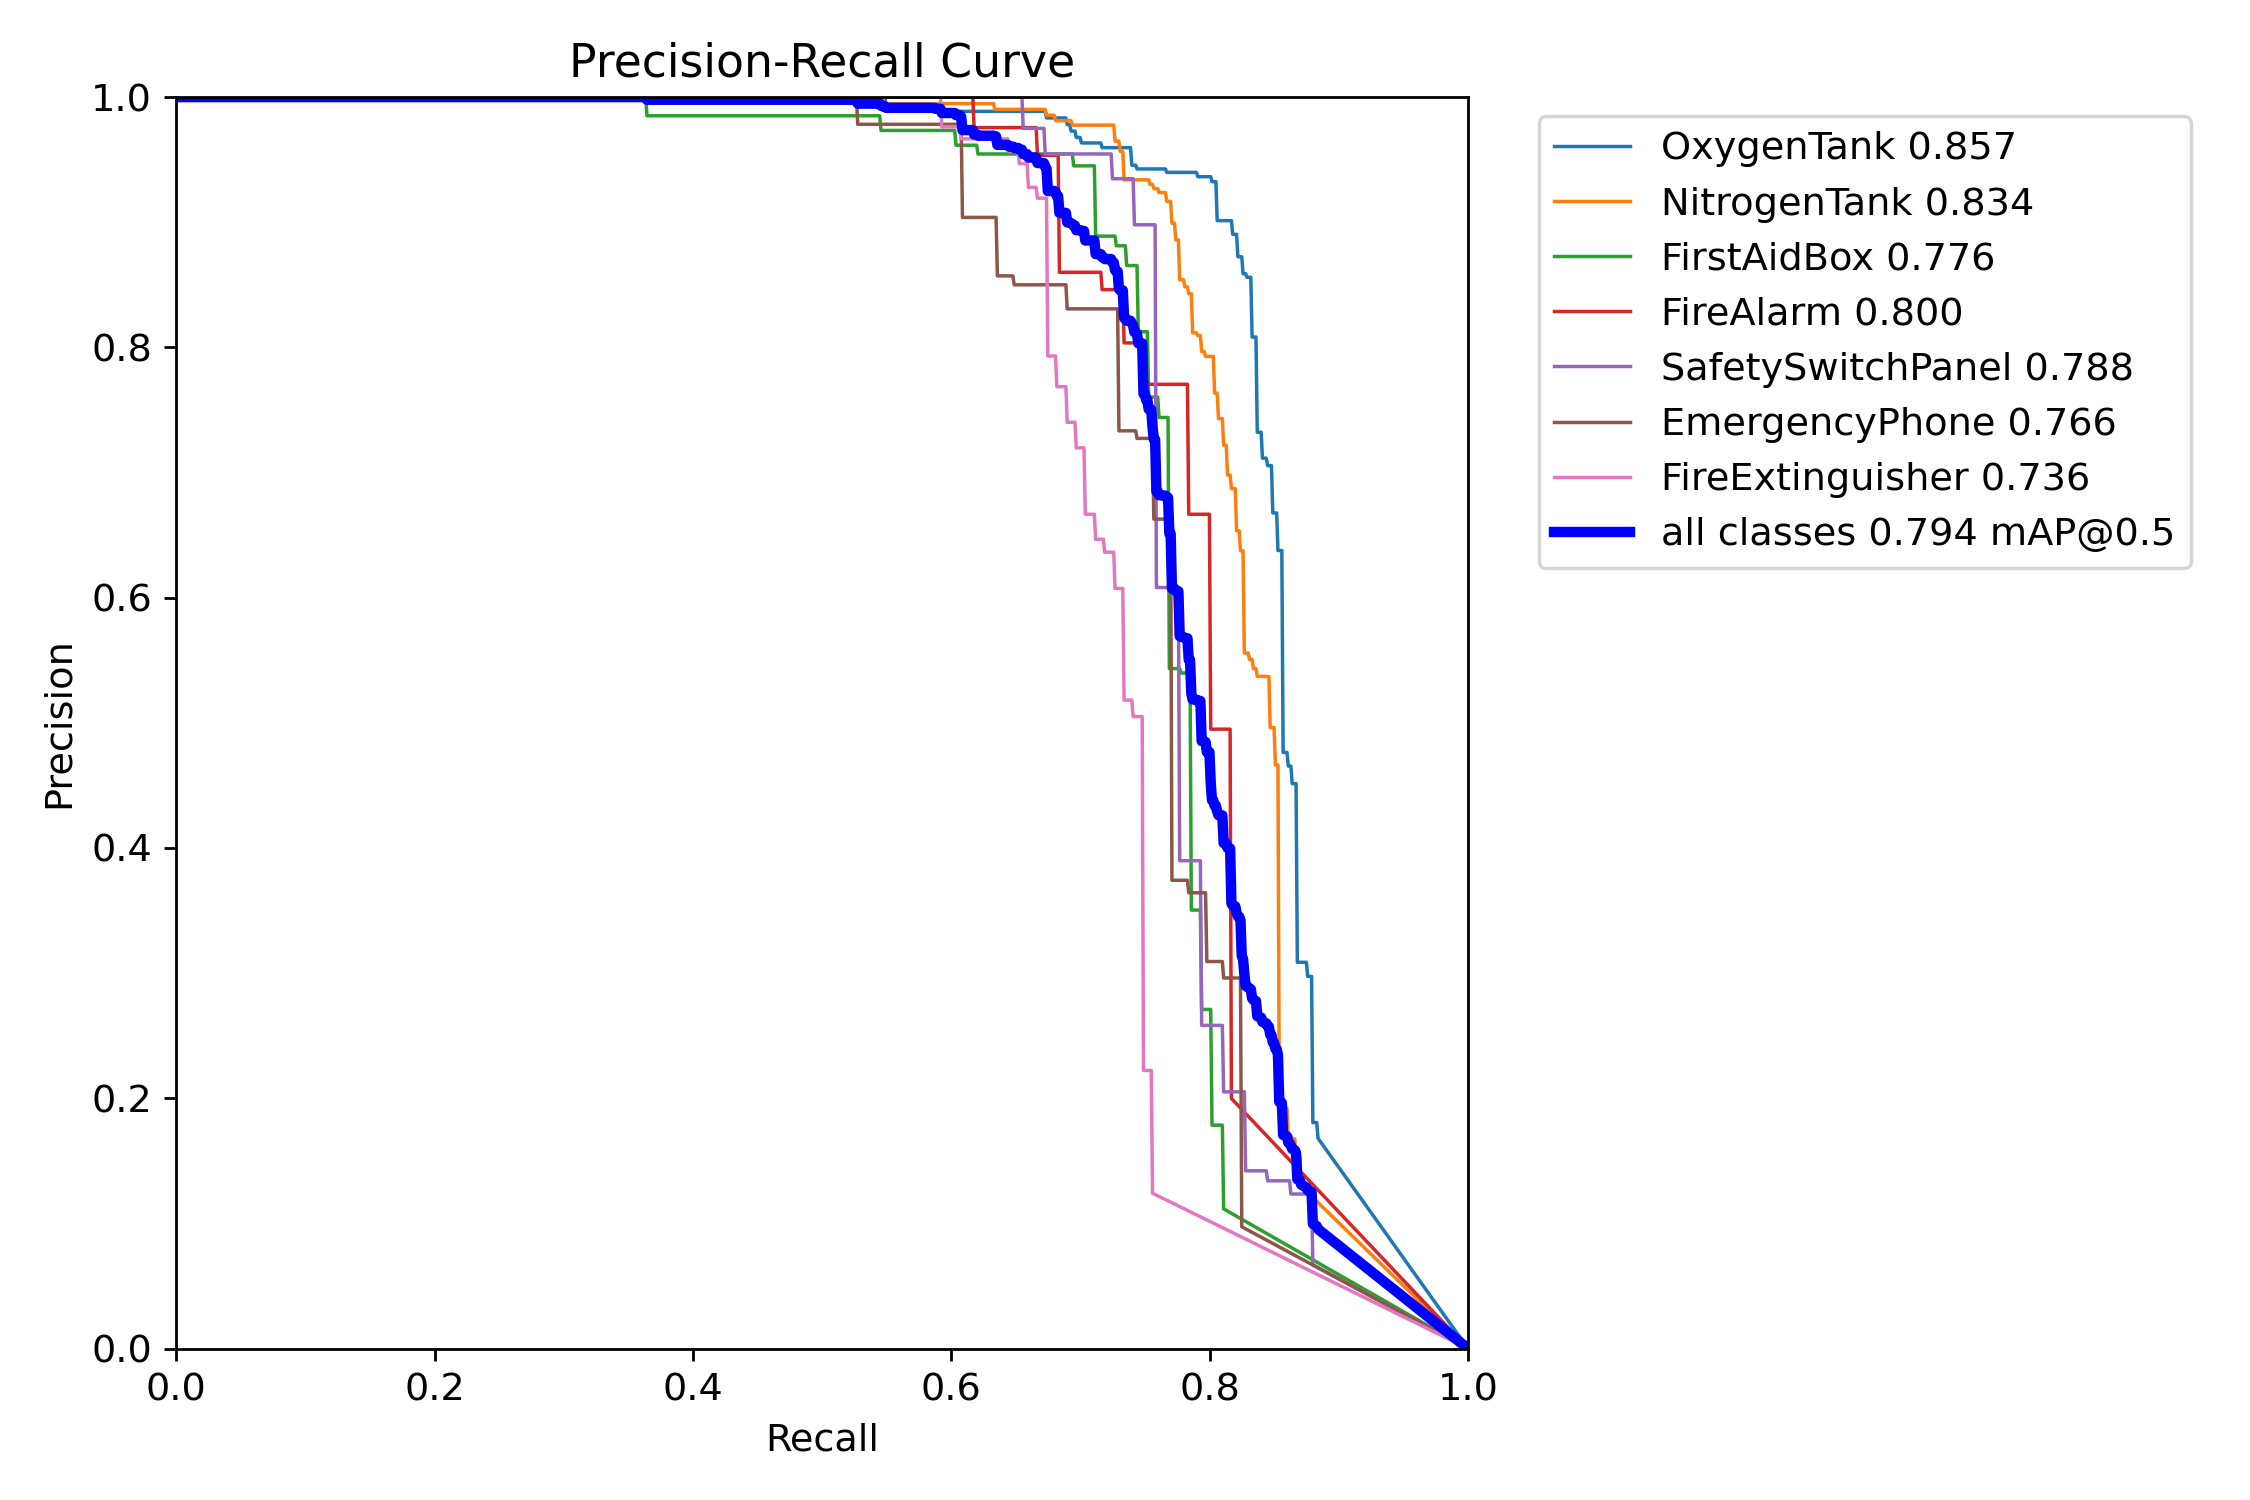 Precision-Recall Curve
1.0
0.8
0.6
0.4
0.2
0.0
Precision
0.0 0.2 0.4 0.6 0.8 1.0
Recall
OxygenTank 0.857
NitrogenTank 0.834
FirstAidBox 0.776
FireAlarm 0.800
SafetySwitchPanel 0.788
EmergencyPhone 0.766
FireExtinguisher 0.736
all classes 0.794 mAP@0.5